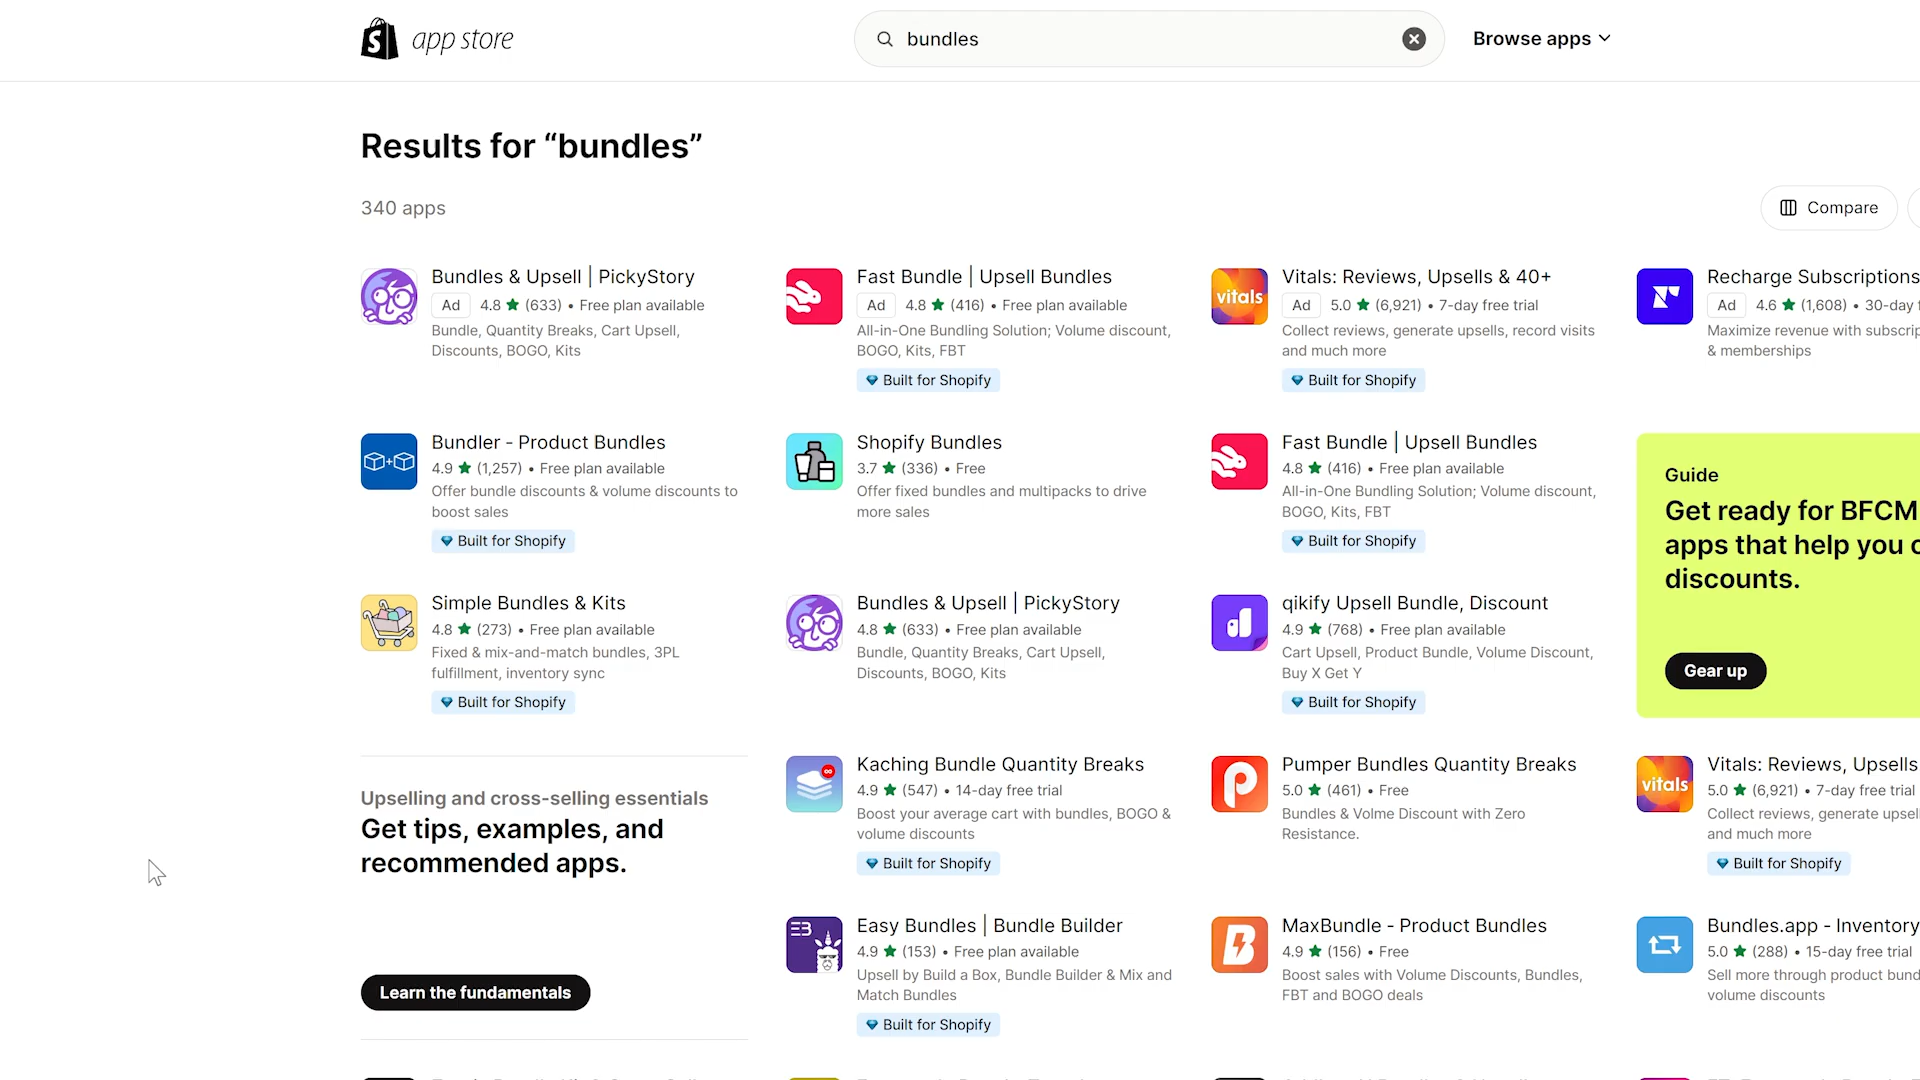 app store
bundles
Browse apps
Results for “bundles”
340 apps
Compare
Bundles & Upsell | PickyStory
Ad 4.8 ★ (633) • Free plan available
Bundle, Quantity Breaks, Cart Upsell,
Discounts, BOGO, Kits
Fast Bundle | Upsell Bundles
Ad 4.8 ★ (416) • Free plan available
All-in-One Bundling Solution; Volume discount,
BOGO, Kits, FBT
Built for Shopify
vitals
Vitals: Reviews, Upsells & 40+
Ad 5.0 ★ (6,921) • 7-day free trial
Collect reviews, generate upsells, record visits
and much more
Built for Shopify
Recharge Subscriptions
Ad 4.6 ★ (1,608) • 30-day
Maximize revenue with
& memberships
Bundler - Product Bundles
4.9 ★ (1,257) • Free plan available
Offer bundle discounts & volume discounts to
boost sales
Built for Shopify
Shopify Bundles
3.7 ★ (336) • Free
Offer fixed bundles and multipacks to drive
more sales
Fast Bundle | Upsell Bundles
4.8 ★ (416) • Free plan available
All-in-One Bundling Solution; Volume discount,
BOGO, Kits, FBT
Built for Shopify
Guide
Get ready for BFCM
apps that help you
discounts.
Gear up
Simple Bundles & Kits
4.8 ★ (273) • Free plan available
Fixed & mix-and-match bundles, 3PL
fulfillment, inventory sync
Built for Shopify
Bundles & Upsell | PickyStory
4.8 ★ (633) • Free plan available
Bundle, Quantity Breaks, Cart Upsell,
Discounts, BOGO, Kits
qikify Upsell Bundle, Discount
4.9 ★ (768) • Free plan available
Cart Upsell, Product Bundle, Volume Discount,
Buy X Get Y
Built for Shopify
Upselling and cross-selling essentials
Get tips, examples, and
recommended apps.
Learn the fundamentals
Kaching Bundle Quantity Breaks
4.9 ★ (547) • 14-day free trial
Boost your average cart with bundles, BOGO &
volume discounts
Built for Shopify
Pumper Bundles Quantity Breaks
5.0 ★ (461) • Free
Bundles & Volme Discount with Zero
Resistance.
vitals
Vitals: Reviews, Upsells
5.0 ★ (6,921) • 7-day free trial
Collect reviews, generate
and much more
Built for Shopify
Easy Bundles | Bundle Builder
4.9 ★ (153) • Free plan available
Upsell by Build a Box, Bundle Builder & Mix and
Match Bundles
Built for Shopify
MaxBundle - Product Bundles
4.9 ★ (156) • Free
Boost sales with Volume Discounts, Bundles,
FBT and BOGO deals
Bundles.app - Inventory
5.0 ★ (288) • 15-day free trial
Sell more through product
volume discounts